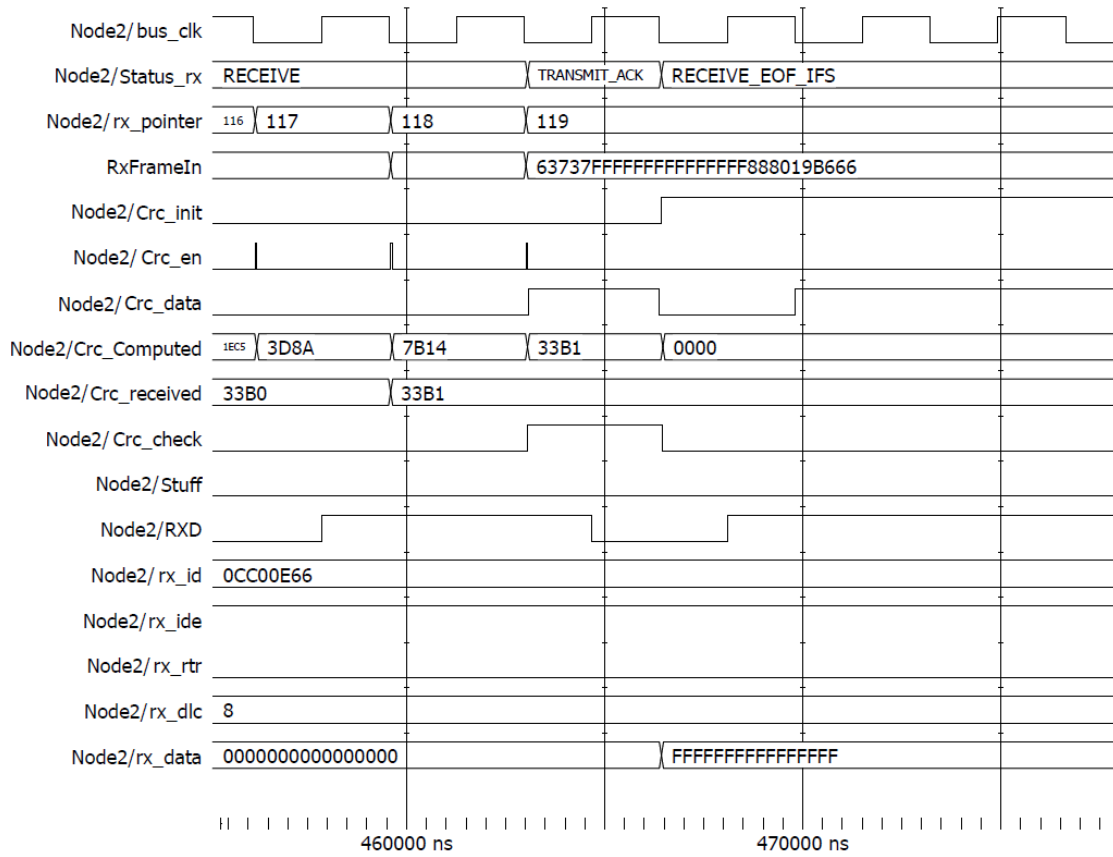 Node2/bus_clk
Node2/Status_rx RECEIVE TRANSMIT_ACK RECEIVE_EOF_IFS
Node2/rx_pointer 116 117 118 119
RxFrameIn 63737FFFFFFFFFFFFFFF888019B666
Node2/Crc_init
Node2/ Crc_en
Node2/Crc_data
Node2/Crc_Computed 1EC5 3D8A 7B14 33B1 0000
Node2/Crc_received 33B0 33B1
Node2/ Crc_check
Node2/Stuff
Node2/RXD
Node2/rx_id 0CC00E66
Node2/rx_ide
Node2/rx_rtr
Node2/rx_dlc 8
Node2/rx_data 0000000000000000 FFFFFFFFFFFFFFFF
460000 ns 470000 ns